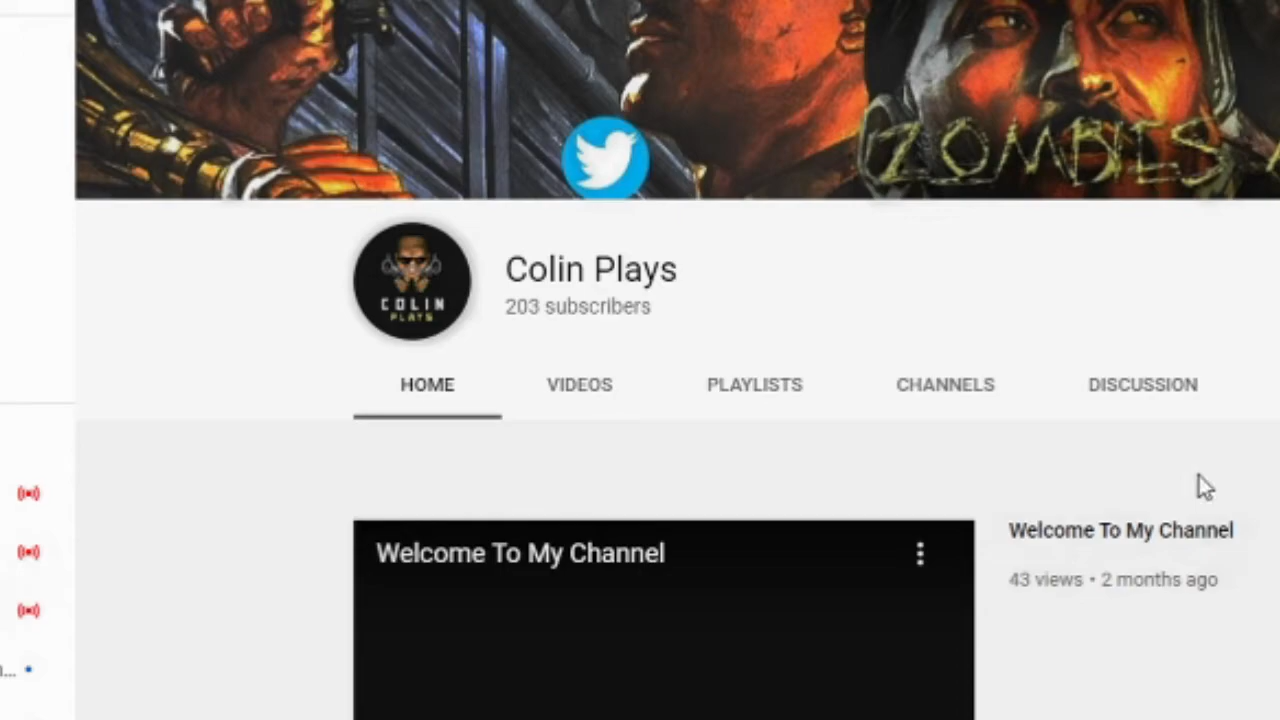 ZOMBIES
Colin Plays
203 subscribers
COLIN
PLAYS
HOME VIDEOS PLAYLISTS CHANNELS DISCUSSION
Welcome To My Channel
Welcome To My Channel
43 views • 2 months ago